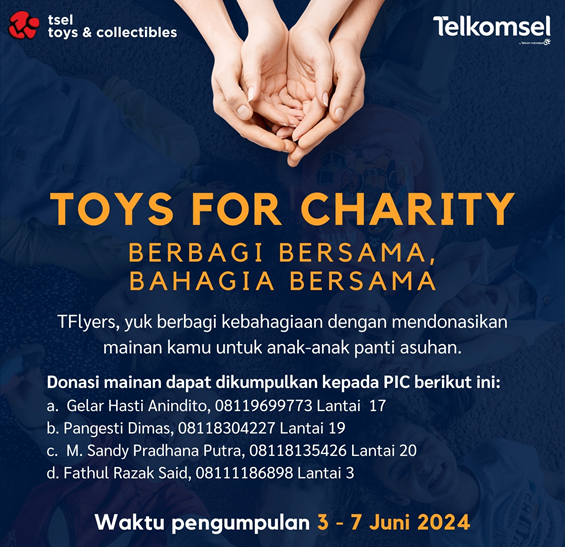 tsel
toys & collectibles
Telkomsel
TOYS FOR CHARITY
BERBAGI BERSAMA,
BAHAGIA BERSAMA
TFlyers, yuk berbagi kebahagiaan dengan mendonasikan
mainan kamu untuk anak-anak panti asuhan.
Donasi mainan dapat dikumpulkan kepada PIC berikut ini:
a. Gelar Hasti Anindito, 08119699773 Lantai 17
b. Pangesti Dimas, 08118304227 Lantai 19
c. M. Sandy Pradhana Putra, 08118135426 Lantai 20
d. Fathul Razak Said, 08111186898 Lantai 3
Waktu pengumpulan 3 - 7 Juni 2024